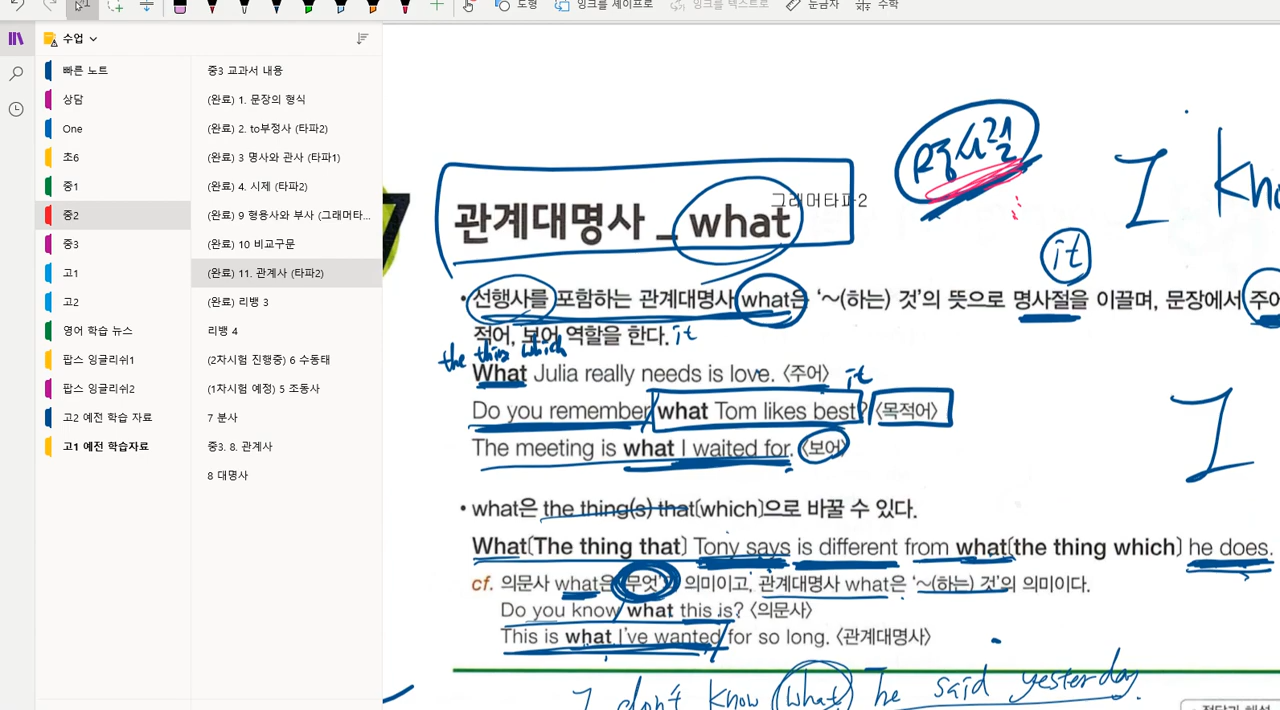 도형
잉크를 셰이프로
잉크를 텍스트로
눈금자
수학
수업
빠른 노트
상담
One
초6
중1
중2
중3
고1
고2
영어 학습 뉴스
팝스 잉글리쉬1
팝스 잉글리쉬2
고2 예전 학습 자료
고1 예전 학습자료
중3 교과서 내용
(완료) 1. 문장의 형식
(완료) 2. to부정사 (타파2)
(완료) 3 명사와 관사 (타파1)
(완료) 4. 시제 (타파2)
(완료) 9 형용사와 부사 (그래머타...
(완료) 10 비교구문
(완료) 11. 관계사 (타파2)
(완료) 리뱅 3
리뱅 4
(2차시험 진행중) 6 수동태
(1차시험 예정) 5 조동사
7 분사
중3. 8. 관계사
8 대명사
명사절
I kno
그래머타파2
관계대명사 _ what
it
• 선행사를 포함하는 관계대명사 what은 '~(하는) 것'의 뜻으로 명사절을 이끌며, 문장에서 주어
적어, 보어 역할을 한다. it
the thing which
What Julia really needs is love. <주어>
it
Do you remember what Tom likes best? <목적어>
The meeting is what I waited for. <보어>
I
• what은 the thing(s) that(which)으로 바꿀 수 있다.
What(The thing that) Tony says is different from what(the thing which) he does.
cf. 의문사 what은 '무엇'의 의미이고, 관계대명사 what은 '~(하는) 것'의 의미이다.
Do you know what this is? <의문사>
This is what I've wanted for so long. <관계대명사>
I don't know what he said yesterday.